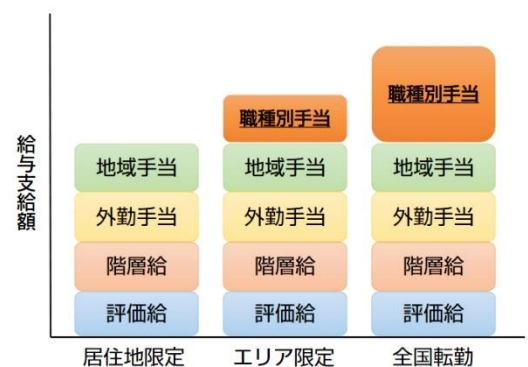 給与支給額
職種別手当
職種別手当
地域手当
地域手当
地域手当
外勤手当
外勤手当
外勤手当
階層給
階層給
階層給
評価給
評価給
評価給
居住地限定
エリア限定
全国転勤